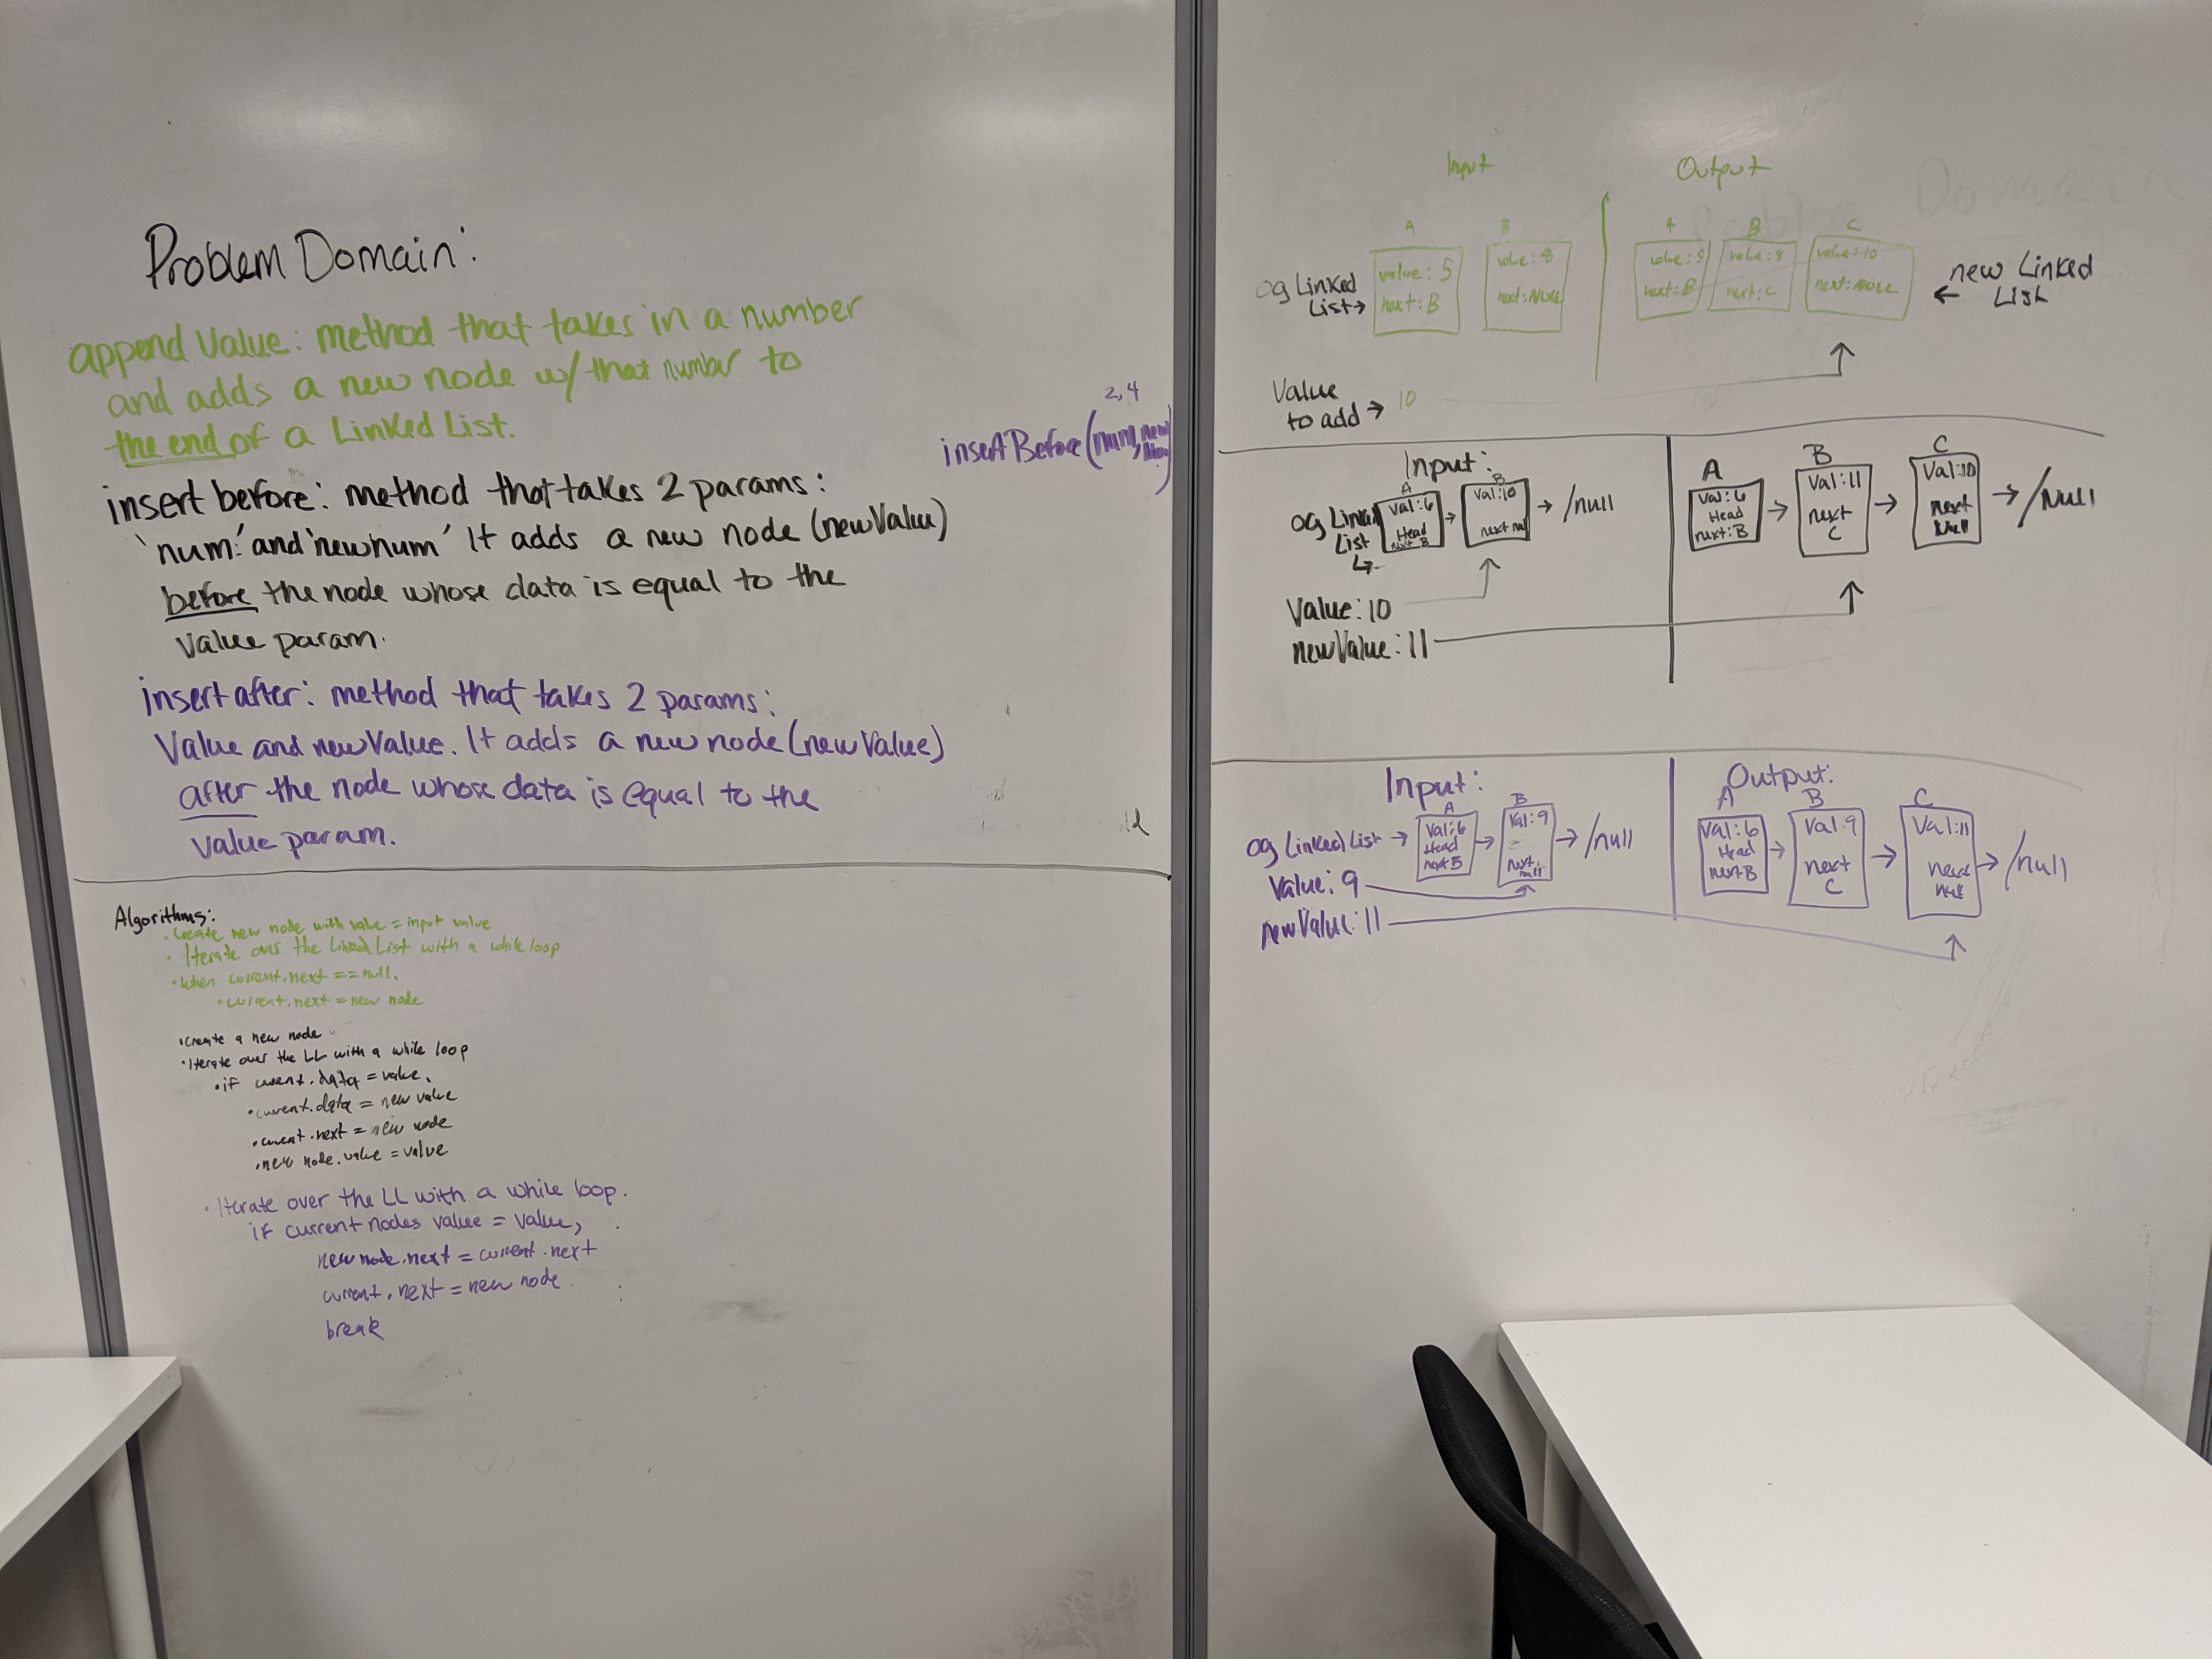 Problem Domain:
append Value: method that takes in a number
and adds a new node w/ that number to
the end of a Linked List.
2, 4
insertBefore(num, new
insert before: method that takes 2 params:
'num' and 'newnum' It adds a new node (newValue)
before the node whose data is equal to the
value param.
insert after: method that takes 2 params:
Value and newValue. It adds a new node (newValue)
after the node whose data is equal to the
value param.
Algorithms:
• Create new node with value = input value
• Iterate over the Linked List with a while loop
• when current.next == null,
• current.next = new node
• create a new node
• Iterate over the LL with a while loop
• if current.data = value,
• current.data = new value
• current.next = new node
• new node.value = value
• Iterate over the LL with a while loop.
if current nodes value = value,
new node.next = current.next
current.next = new node
break
Input
Output
A
B
A
B
C
og Linked
List →
value: 5
next: B
value: 8
next: NULL
value: 5
next: B
value: 8
next: C
value: 10
next: NULL
← new Linked
List
Value
to add → 10
Input:
og Linked
List
A
Val: 6
Head
next B
→
B
Val: 10
next null
→ /null
A
Val: 6
Head
next: B
→
B
Val: 11
next
C
→
C
Val: 10
next
Null
→ /Null
Value: 10
newValue: 11
Input:
Output:
og Linked List →
A
Val: 6
Head
next B
→
B
Val: 9
next:
null
→ /null
A
Val: 6
Head
next B
→
B
Val: 9
next
C
→
C
Val: 11
next
null
→ /null
Value: 9
newValue: 11